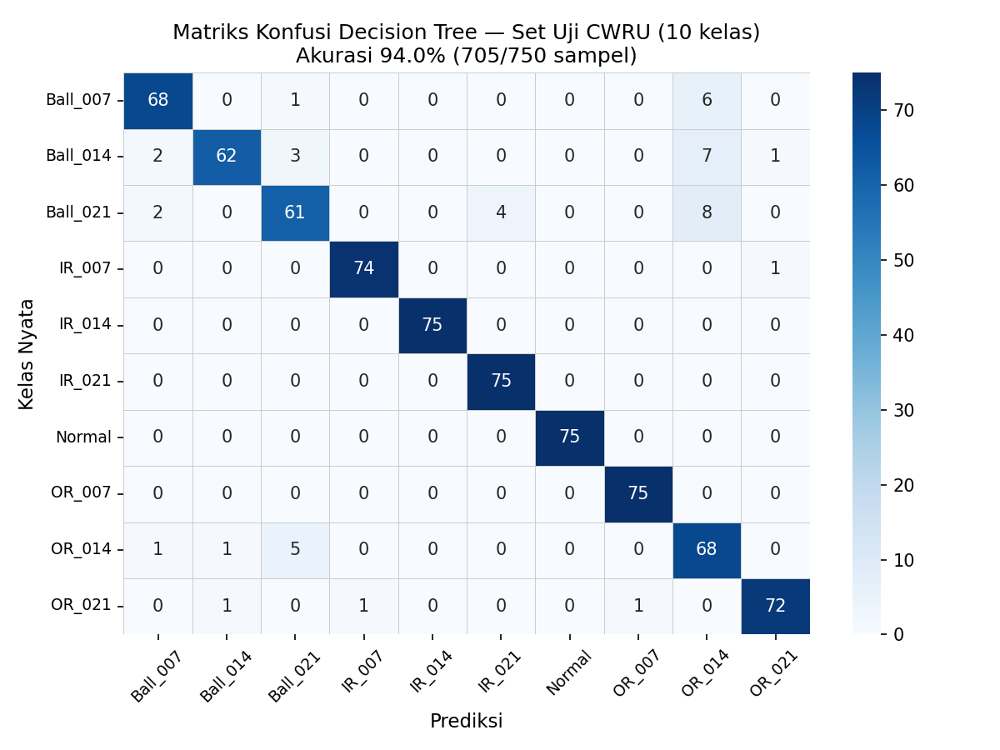 Matriks Konfusi Decision Tree — Set Uji CWRU (10 kelas)
Akurasi 94.0% (705/750 sampel)
Kelas Nyata
Ball_007 68 0 1 0 0 0 0 0 6 0
Ball_014 2 62 3 0 0 0 0 0 7 1
Ball_021 2 0 61 0 0 4 0 0 8 0
IR_007 0 0 0 74 0 0 0 0 0 1
IR_014 0 0 0 0 75 0 0 0 0 0
IR_021 0 0 0 0 0 75 0 0 0 0
Normal 0 0 0 0 0 0 75 0 0 0
OR_007 0 0 0 0 0 0 0 75 0 0
OR_014 1 1 5 0 0 0 0 0 68 0
OR_021 0 1 0 1 0 0 0 1 0 72
Ball_007 Ball_014 Ball_021 IR_007 IR_014 IR_021 Normal OR_007 OR_014 OR_021
Prediksi
70
60
50
40
30
20
10
0